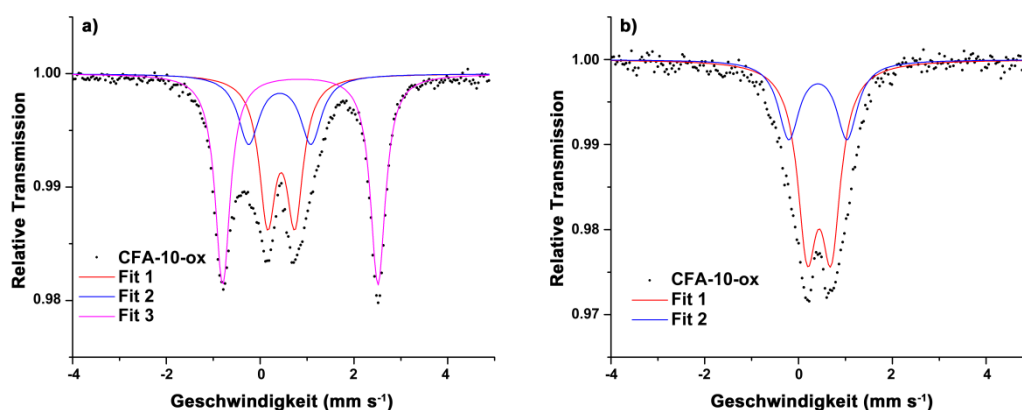 a)
1.00
0.99
0.98
Relative Transmission
CFA-10-ox
Fit 1
Fit 2
Fit 3
-4
-2
0
2
4
Geschwindigkeit (mm s⁻¹)
b)
1.00
0.99
0.98
0.97
Relative Transmission
CFA-10-ox
Fit 1
Fit 2
-4
-2
0
2
4
Geschwindigkeit (mm s⁻¹)